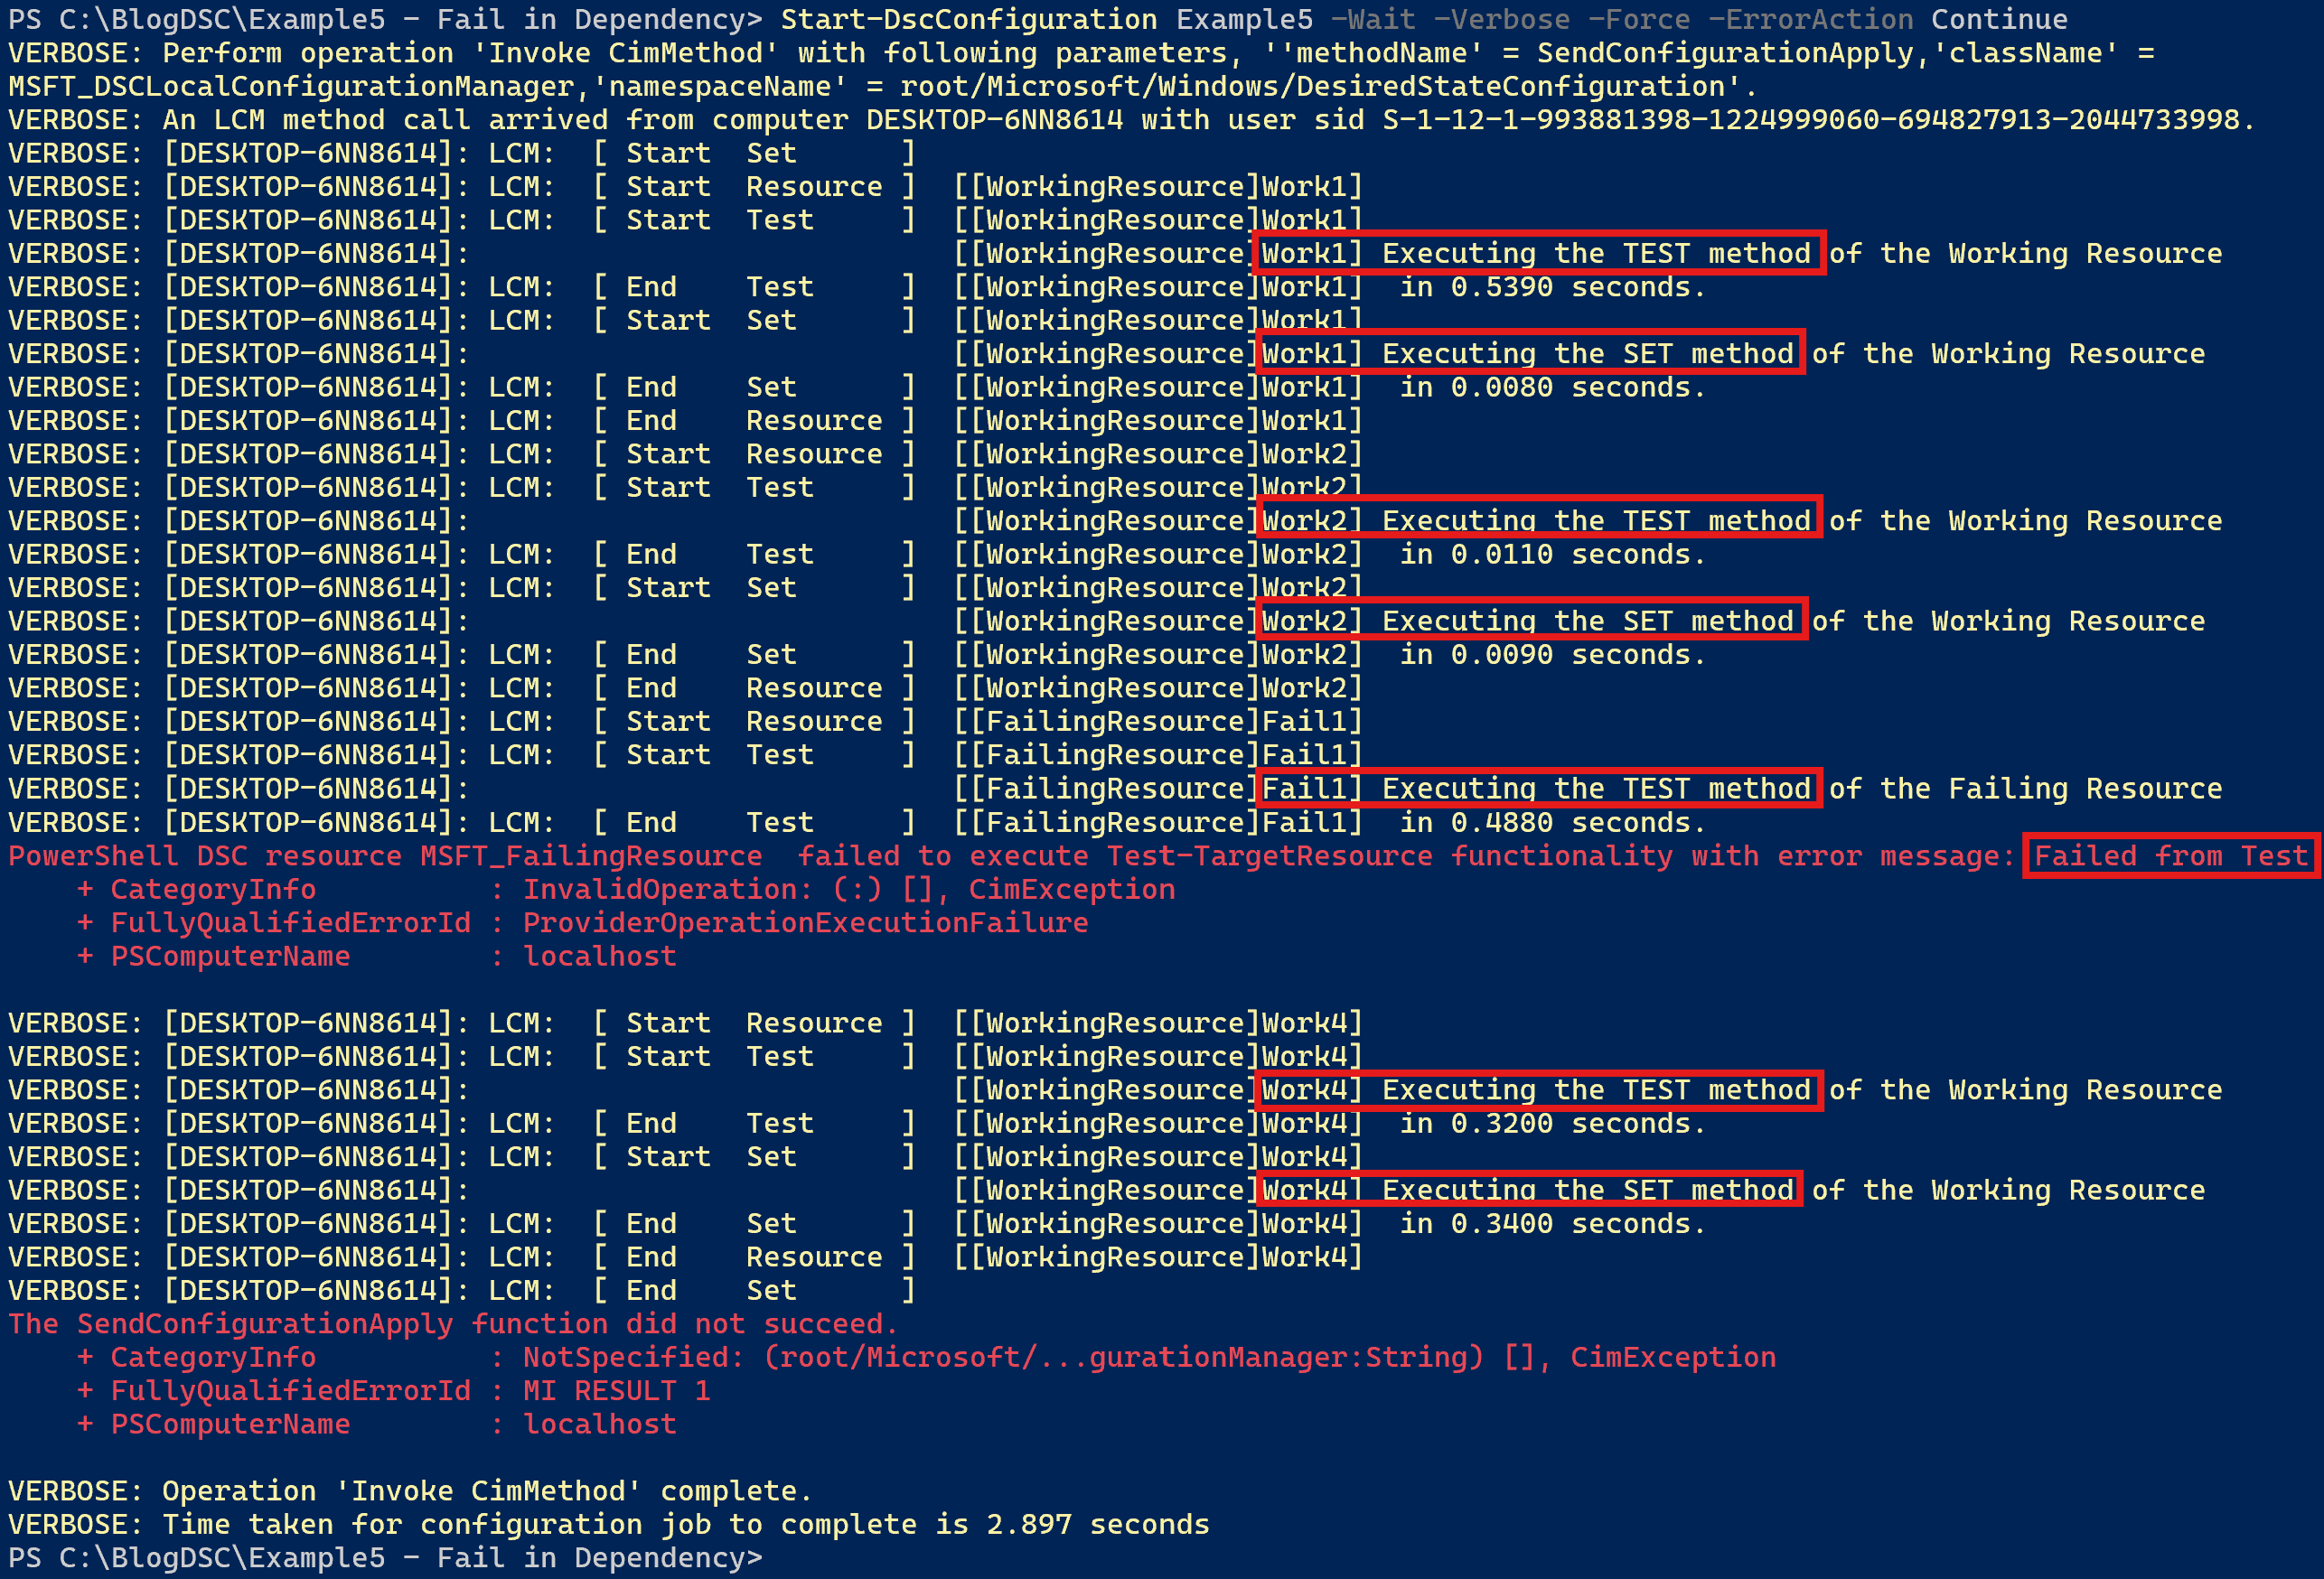 PS C:\BlogDSC\Example5 - Fail in Dependency> Start-DscConfiguration Example5 -Wait -Verbose -Force -ErrorAction Continue
VERBOSE: Perform operation 'Invoke CimMethod' with following parameters, ''methodName' = SendConfigurationApply,'className' =
MSFT_DSCLocalConfigurationManager,'namespaceName' = root/Microsoft/Windows/DesiredStateConfiguration'.
VERBOSE: An LCM method call arrived from computer DESKTOP-6NN8614 with user sid S-1-12-1-993881398-1224999060-694827913-2044733998.
VERBOSE: [DESKTOP-6NN8614]: LCM:  [ Start  Set      ]
VERBOSE: [DESKTOP-6NN8614]: LCM:  [ Start  Resource ]  [[WorkingResource]Work1]
VERBOSE: [DESKTOP-6NN8614]: LCM:  [ Start  Test     ]  [[WorkingResource]Work1]
VERBOSE: [DESKTOP-6NN8614]:                            [[WorkingResource]Work1] Executing the TEST method of the Working Resource
VERBOSE: [DESKTOP-6NN8614]: LCM:  [ End    Test     ]  [[WorkingResource]Work1]  in 0.5390 seconds.
VERBOSE: [DESKTOP-6NN8614]: LCM:  [ Start  Set      ]  [[WorkingResource]Work1]
VERBOSE: [DESKTOP-6NN8614]:                            [[WorkingResource]Work1] Executing the SET method of the Working Resource
VERBOSE: [DESKTOP-6NN8614]: LCM:  [ End    Set      ]  [[WorkingResource]Work1]  in 0.0080 seconds.
VERBOSE: [DESKTOP-6NN8614]: LCM:  [ End    Resource ]  [[WorkingResource]Work1]
VERBOSE: [DESKTOP-6NN8614]: LCM:  [ Start  Resource ]  [[WorkingResource]Work2]
VERBOSE: [DESKTOP-6NN8614]: LCM:  [ Start  Test     ]  [[WorkingResource]Work2]
VERBOSE: [DESKTOP-6NN8614]:                            [[WorkingResource]Work2] Executing the TEST method of the Working Resource
VERBOSE: [DESKTOP-6NN8614]: LCM:  [ End    Test     ]  [[WorkingResource]Work2]  in 0.0110 seconds.
VERBOSE: [DESKTOP-6NN8614]: LCM:  [ Start  Set      ]  [[WorkingResource]Work2]
VERBOSE: [DESKTOP-6NN8614]:                            [[WorkingResource]Work2] Executing the SET method of the Working Resource
VERBOSE: [DESKTOP-6NN8614]: LCM:  [ End    Set      ]  [[WorkingResource]Work2]  in 0.0090 seconds.
VERBOSE: [DESKTOP-6NN8614]: LCM:  [ End    Resource ]  [[WorkingResource]Work2]
VERBOSE: [DESKTOP-6NN8614]: LCM:  [ Start  Resource ]  [[FailingResource]Fail1]
VERBOSE: [DESKTOP-6NN8614]: LCM:  [ Start  Test     ]  [[FailingResource]Fail1]
VERBOSE: [DESKTOP-6NN8614]:                            [[FailingResource]Fail1] Executing the TEST method of the Failing Resource
VERBOSE: [DESKTOP-6NN8614]: LCM:  [ End    Test     ]  [[FailingResource]Fail1]  in 0.4880 seconds.
PowerShell DSC resource MSFT_FailingResource  failed to execute Test-TargetResource functionality with error message: Failed from Test
    + CategoryInfo          : InvalidOperation: (:) [], CimException
    + FullyQualifiedErrorId : ProviderOperationExecutionFailure
    + PSComputerName        : localhost
VERBOSE: [DESKTOP-6NN8614]: LCM:  [ Start  Resource ]  [[WorkingResource]Work4]
VERBOSE: [DESKTOP-6NN8614]: LCM:  [ Start  Test     ]  [[WorkingResource]Work4]
VERBOSE: [DESKTOP-6NN8614]:                            [[WorkingResource]Work4] Executing the TEST method of the Working Resource
VERBOSE: [DESKTOP-6NN8614]: LCM:  [ End    Test     ]  [[WorkingResource]Work4]  in 0.3200 seconds.
VERBOSE: [DESKTOP-6NN8614]: LCM:  [ Start  Set      ]  [[WorkingResource]Work4]
VERBOSE: [DESKTOP-6NN8614]:                            [[WorkingResource]Work4] Executing the SET method of the Working Resource
VERBOSE: [DESKTOP-6NN8614]: LCM:  [ End    Set      ]  [[WorkingResource]Work4]  in 0.3400 seconds.
VERBOSE: [DESKTOP-6NN8614]: LCM:  [ End    Resource ]  [[WorkingResource]Work4]
VERBOSE: [DESKTOP-6NN8614]: LCM:  [ End    Set      ]
The SendConfigurationApply function did not succeed.
    + CategoryInfo          : NotSpecified: (root/Microsoft/...gurationManager:String) [], CimException
    + FullyQualifiedErrorId : MI RESULT 1
    + PSComputerName        : localhost
VERBOSE: Operation 'Invoke CimMethod' complete.
VERBOSE: Time taken for configuration job to complete is 2.897 seconds
PS C:\BlogDSC\Example5 - Fail in Dependency>